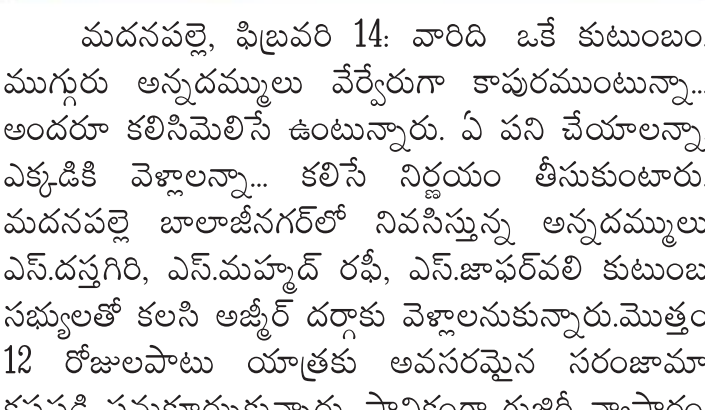 మదనపల్లె, ఫిబ్రవరి 14: వారిది ఒకే కుటుంబం.
ముగ్గురు అన్నదమ్ములు వేర్వేరుగా కాపురముంటున్నా...
అందరూ కలిసిమెలిసే ఉంటున్నారు. ఏ పని చేయాలన్నా
ఎక్కడికి వెళ్లాలన్నా... కలిసే నిర్ణయం తీసుకుంటారు.
మదనపల్లె బాలాజీనగర్‌లో నివసిస్తున్న అన్నదమ్ములు
ఎస్.దస్తగిరి, ఎస్.మహ్మద్ రఫీ, ఎస్.జాఫర్‌వలి కుటుంబ
సభ్యులతో కలసి అజ్మీర్ దర్గాకు వెళ్లాలనుకున్నారు.మొత్తం
12 రోజులపాటు యాత్రకు అవసరమైన సరంజామా